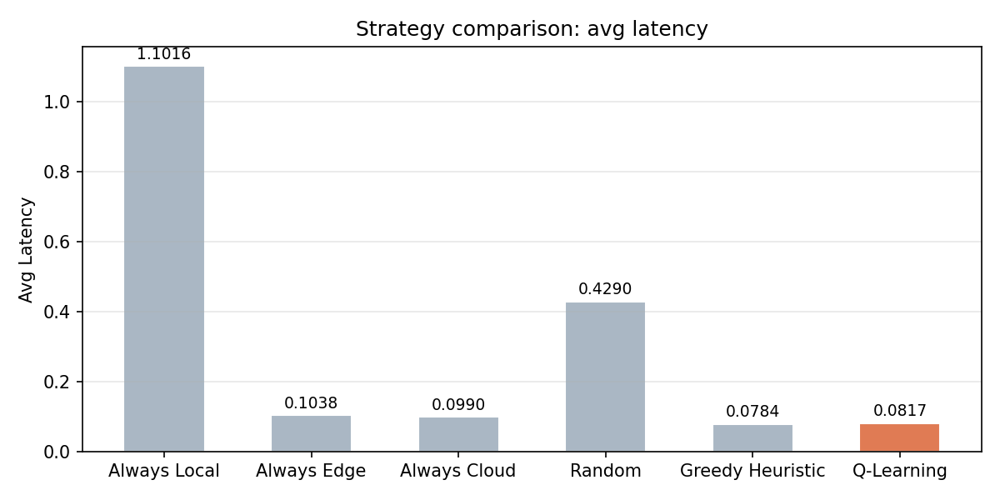 Strategy comparison: avg latency
Avg Latency
1.0
0.8
0.6
0.4
0.2
0.0
1.1016
0.1038
0.0990
0.4290
0.0784
0.0817
Always Local
Always Edge
Always Cloud
Random
Greedy Heuristic
Q-Learning